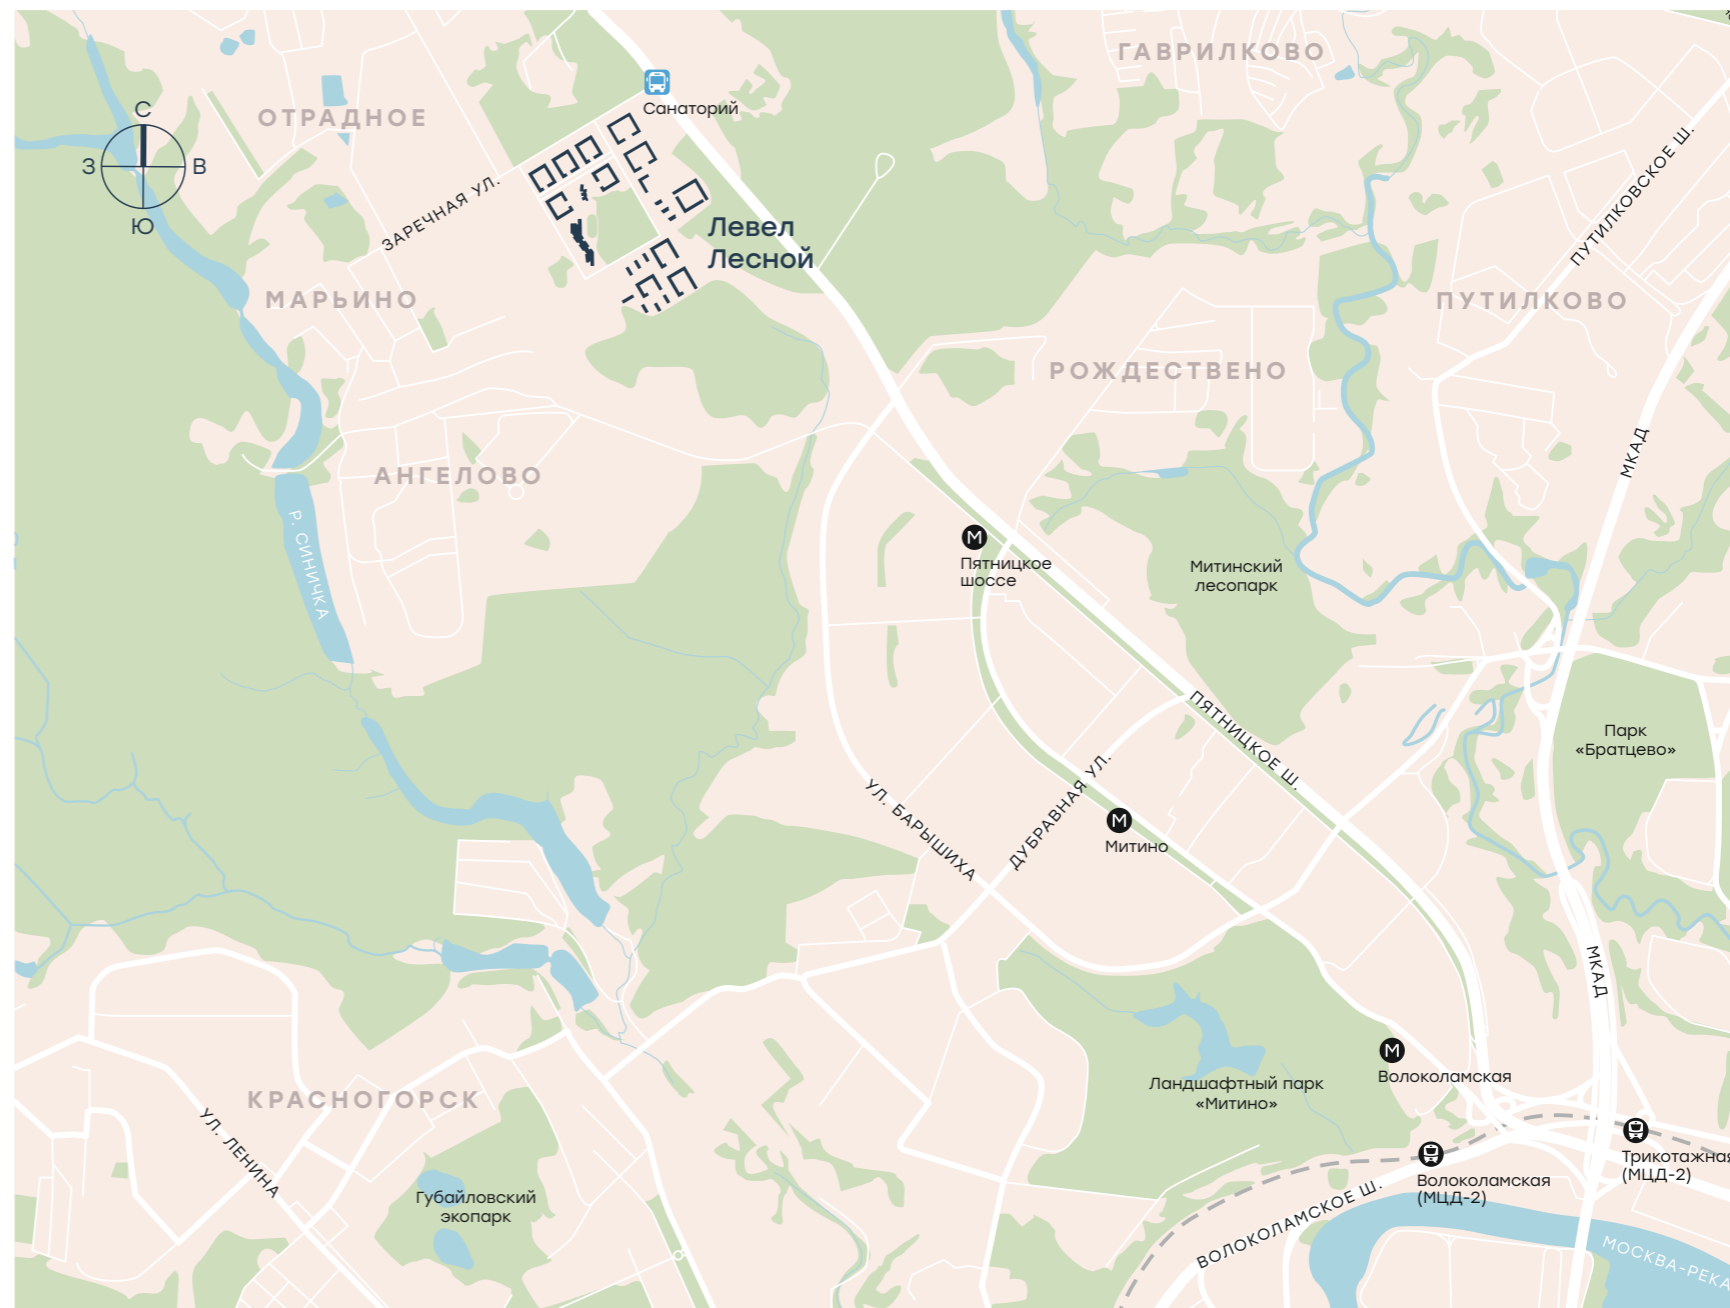 ГАВРИЛКОВО
Санаторий
С
ОТРАДНОЕ
З
В
Ю
ЗАРЕЧНАЯ УЛ.
ПУТИЛКОВСКОЕ Ш.
Левел
Лесной
МАРЬИНО
ПУТИЛКОВО
РОЖДЕСТВЕНО
МКАД
АНГЕЛОВО
Р. СИНИЧКА
М
Пятницкое
шоссе
Митинский
лесопарк
ПЯТНИЦКОЕ Ш.
Парк
«Братцево»
УЛ. БАРЫШИХА
ДУБРАВНАЯ УЛ.
М
Митино
МКАД
М
Волоколамская
Ландшафтный парк
«Митино»
КРАСНОГОРСК
УЛ. ЛЕНИНА
Трикотажная
(МЦД-2)
Волоколамская
(МЦД-2)
Губайловский
экопарк
ВОЛОКОЛАМСКОЕ Ш.
МОСКВА-РЕКА